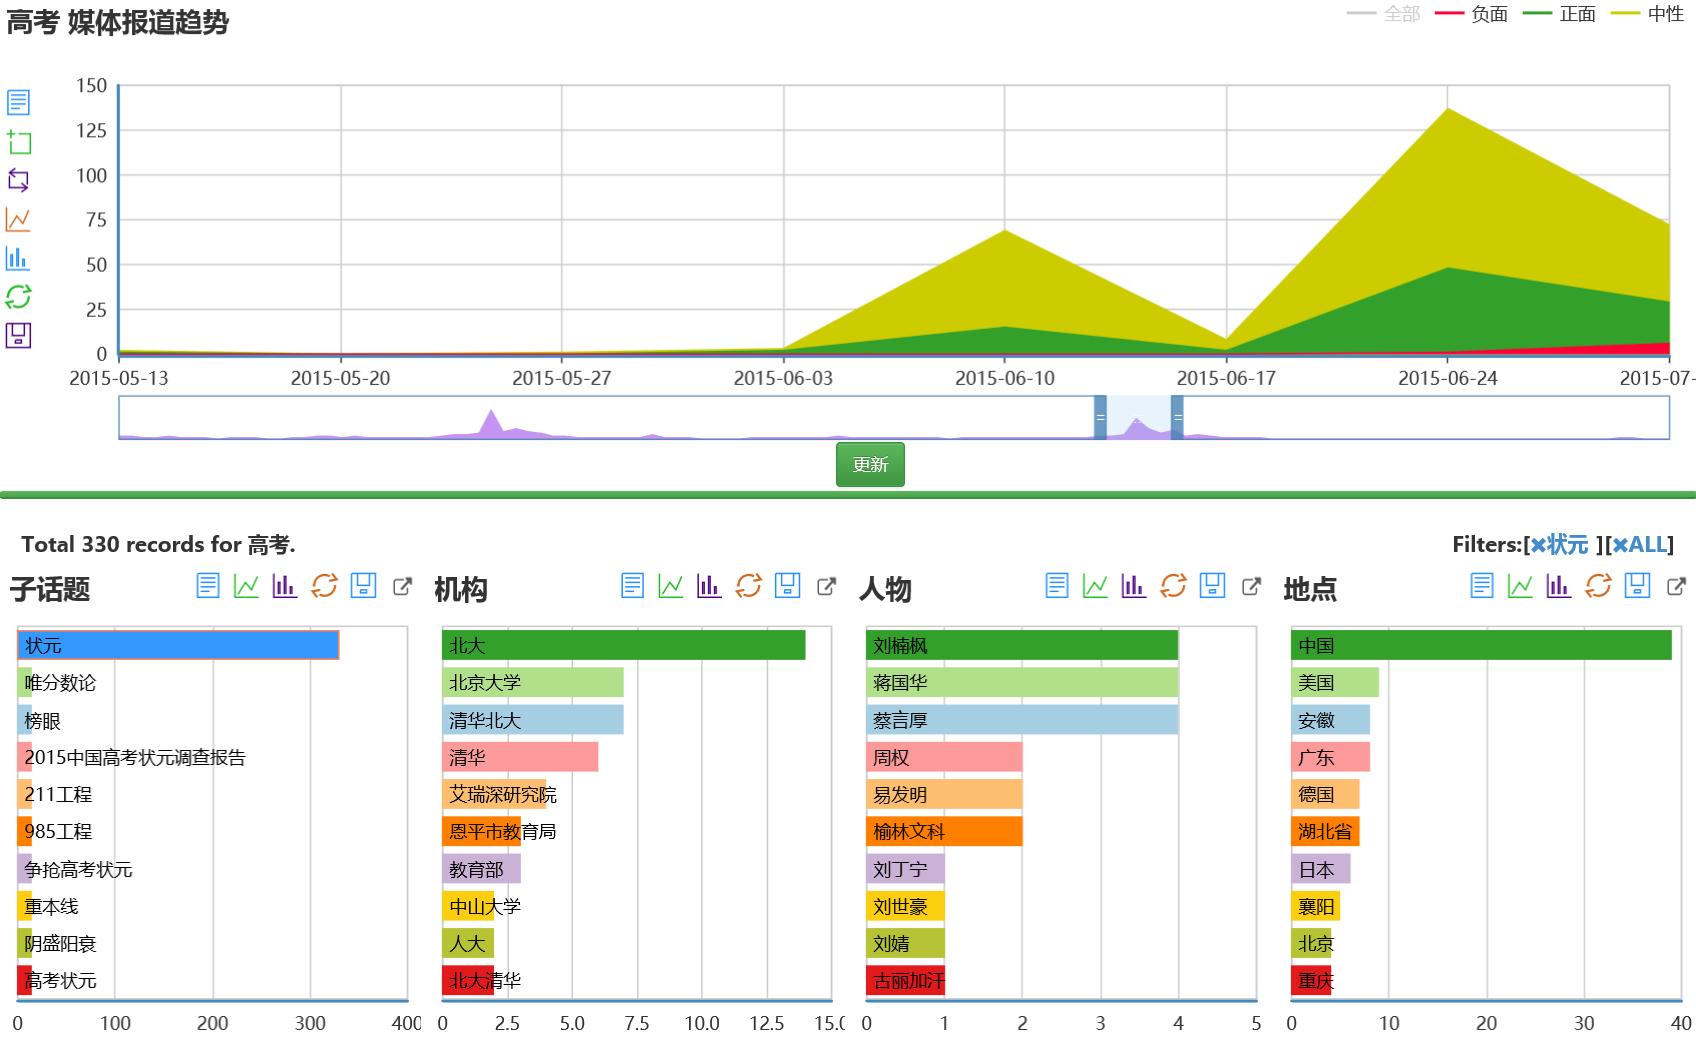 高考 媒体报道趋势
全部 负面 正面 中性
150
125
100
75
50
25
0
2015-05-13 2015-05-20 2015-05-27 2015-06-03 2015-06-10 2015-06-17 2015-06-24 2015-07-
更新
Total 330 records for 高考.
Filters:[✖状元 ][✖ALL]
子话题
状元
唯分数论
榜眼
2015中国高考状元调查报告
211工程
985工程
争抢高考状元
重本线
阴盛阳衰
高考状元
0 100 200 300 400
机构
北大
北京大学
清华北大
清华
艾瑞深研究院
恩平市教育局
教育部
中山大学
人大
北大清华
0 2.5 5.0 7.5 10.0 12.5 15.0
人物
刘楠枫
蒋国华
蔡言厚
周权
易发明
榆林文科
刘丁宁
刘世豪
刘婧
古丽加汗
0 1 2 3 4 5
地点
中国
美国
安徽
广东
德国
湖北省
日本
襄阳
北京
重庆
0 10 20 30 40